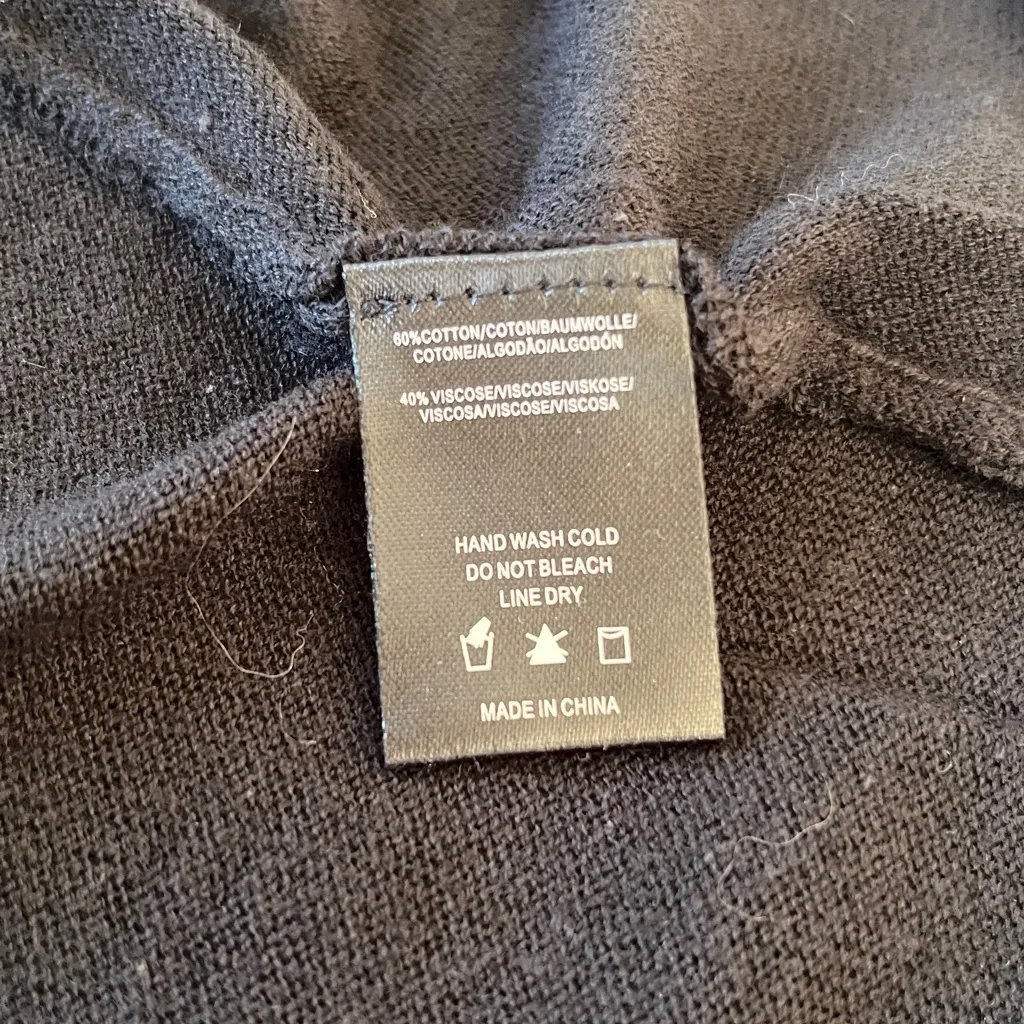 60%COTTON/COTON/BAUMWOLLE/
COTONE/ALGODÃO/ALGODÓN
40% VISCOSE/VISCOSE/VISKOSE/
VISCOSA/VISCOSE/VISCOSA
HAND WASH COLD
DO NOT BLEACH
LINE DRY
MADE IN CHINA